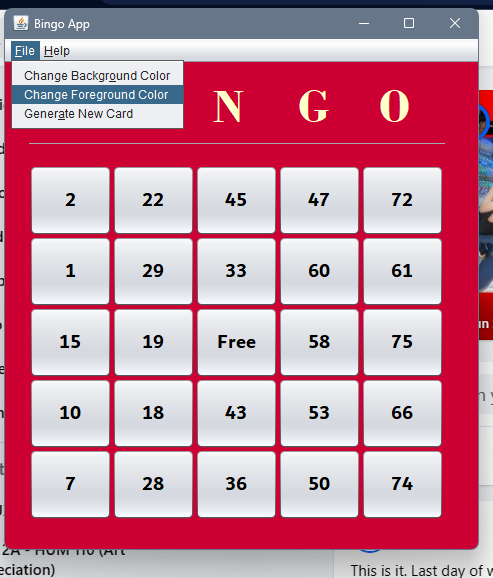 Bingo App
File Help
Change Background Color
Change Foreground Color
Generate New Card
N G O
2 22 45 47 72
1 29 33 60 61
15 19 Free 58 75
10 18 43 53 66
7 28 36 50 74
2A - HUM 110 (Art
eciation)
This is it. Last day of